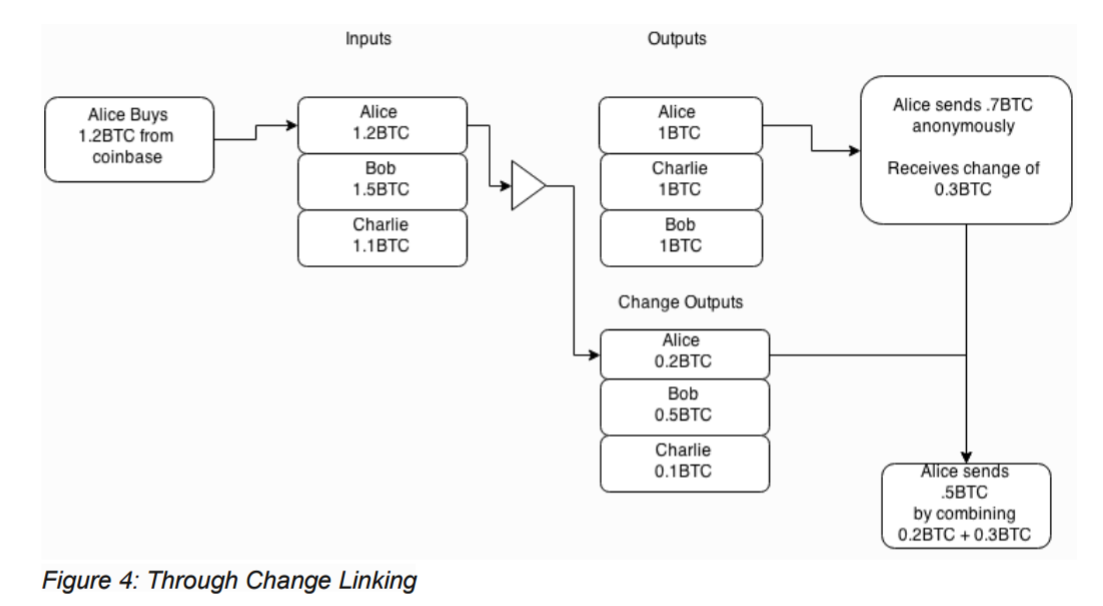 Inputs
Outputs
Alice Buys
1.2BTC from
coinbase
Alice
1.2BTC
Bob
1.5BTC
Charlie
1.1BTC
Alice
1BTC
Charlie
1BTC
Bob
1BTC
Alice sends .7BTC
anonymously
Receives change of
0.3BTC
Change Outputs
Alice
0.2BTC
Bob
0.5BTC
Charlie
0.1BTC
Alice sends
.5BTC
by combining
0.2BTC + 0.3BTC
Figure 4: Through Change Linking